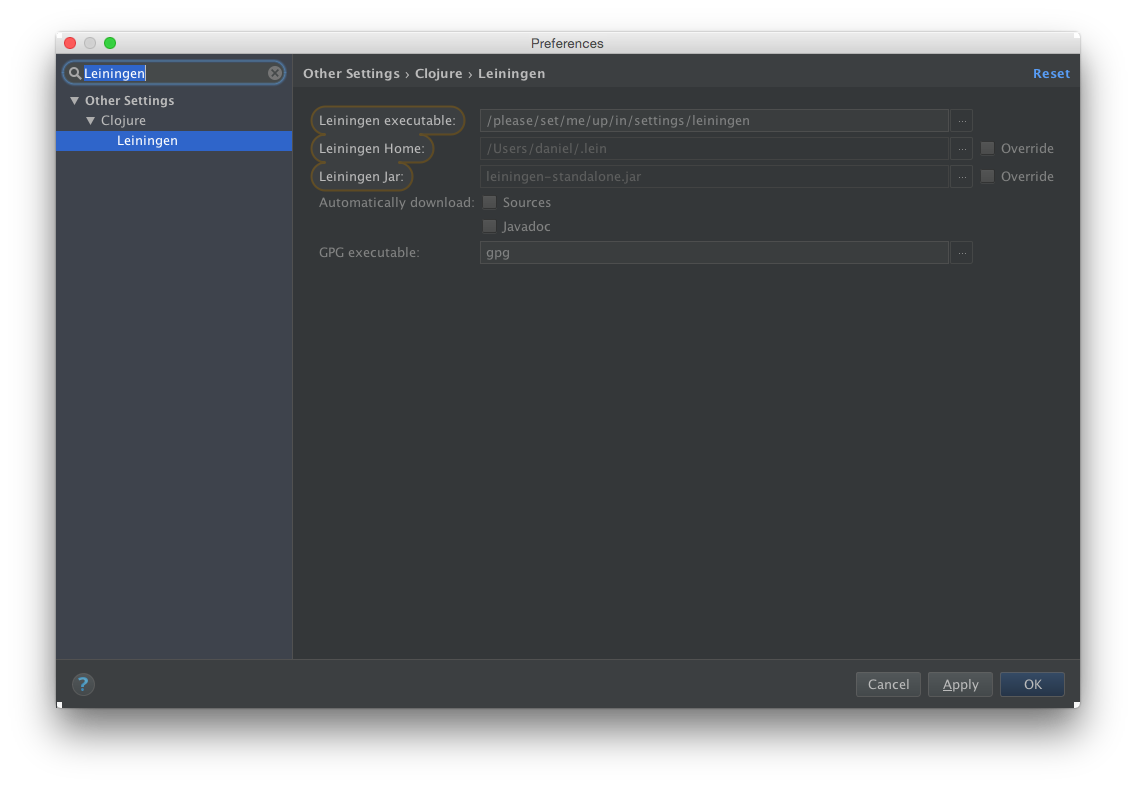 Preferences
Leiningen
Other Settings
Clojure
Leiningen
Other Settings › Clojure › Leiningen Reset
Leiningen executable: /please/set/me/up/in/settings/leiningen ...
Leiningen Home: /Users/daniel/.lein ... Override
Leiningen Jar: leiningen-standalone.jar ... Override
Automatically download: Sources
Javadoc
GPG executable: gpg ...
? Cancel Apply OK